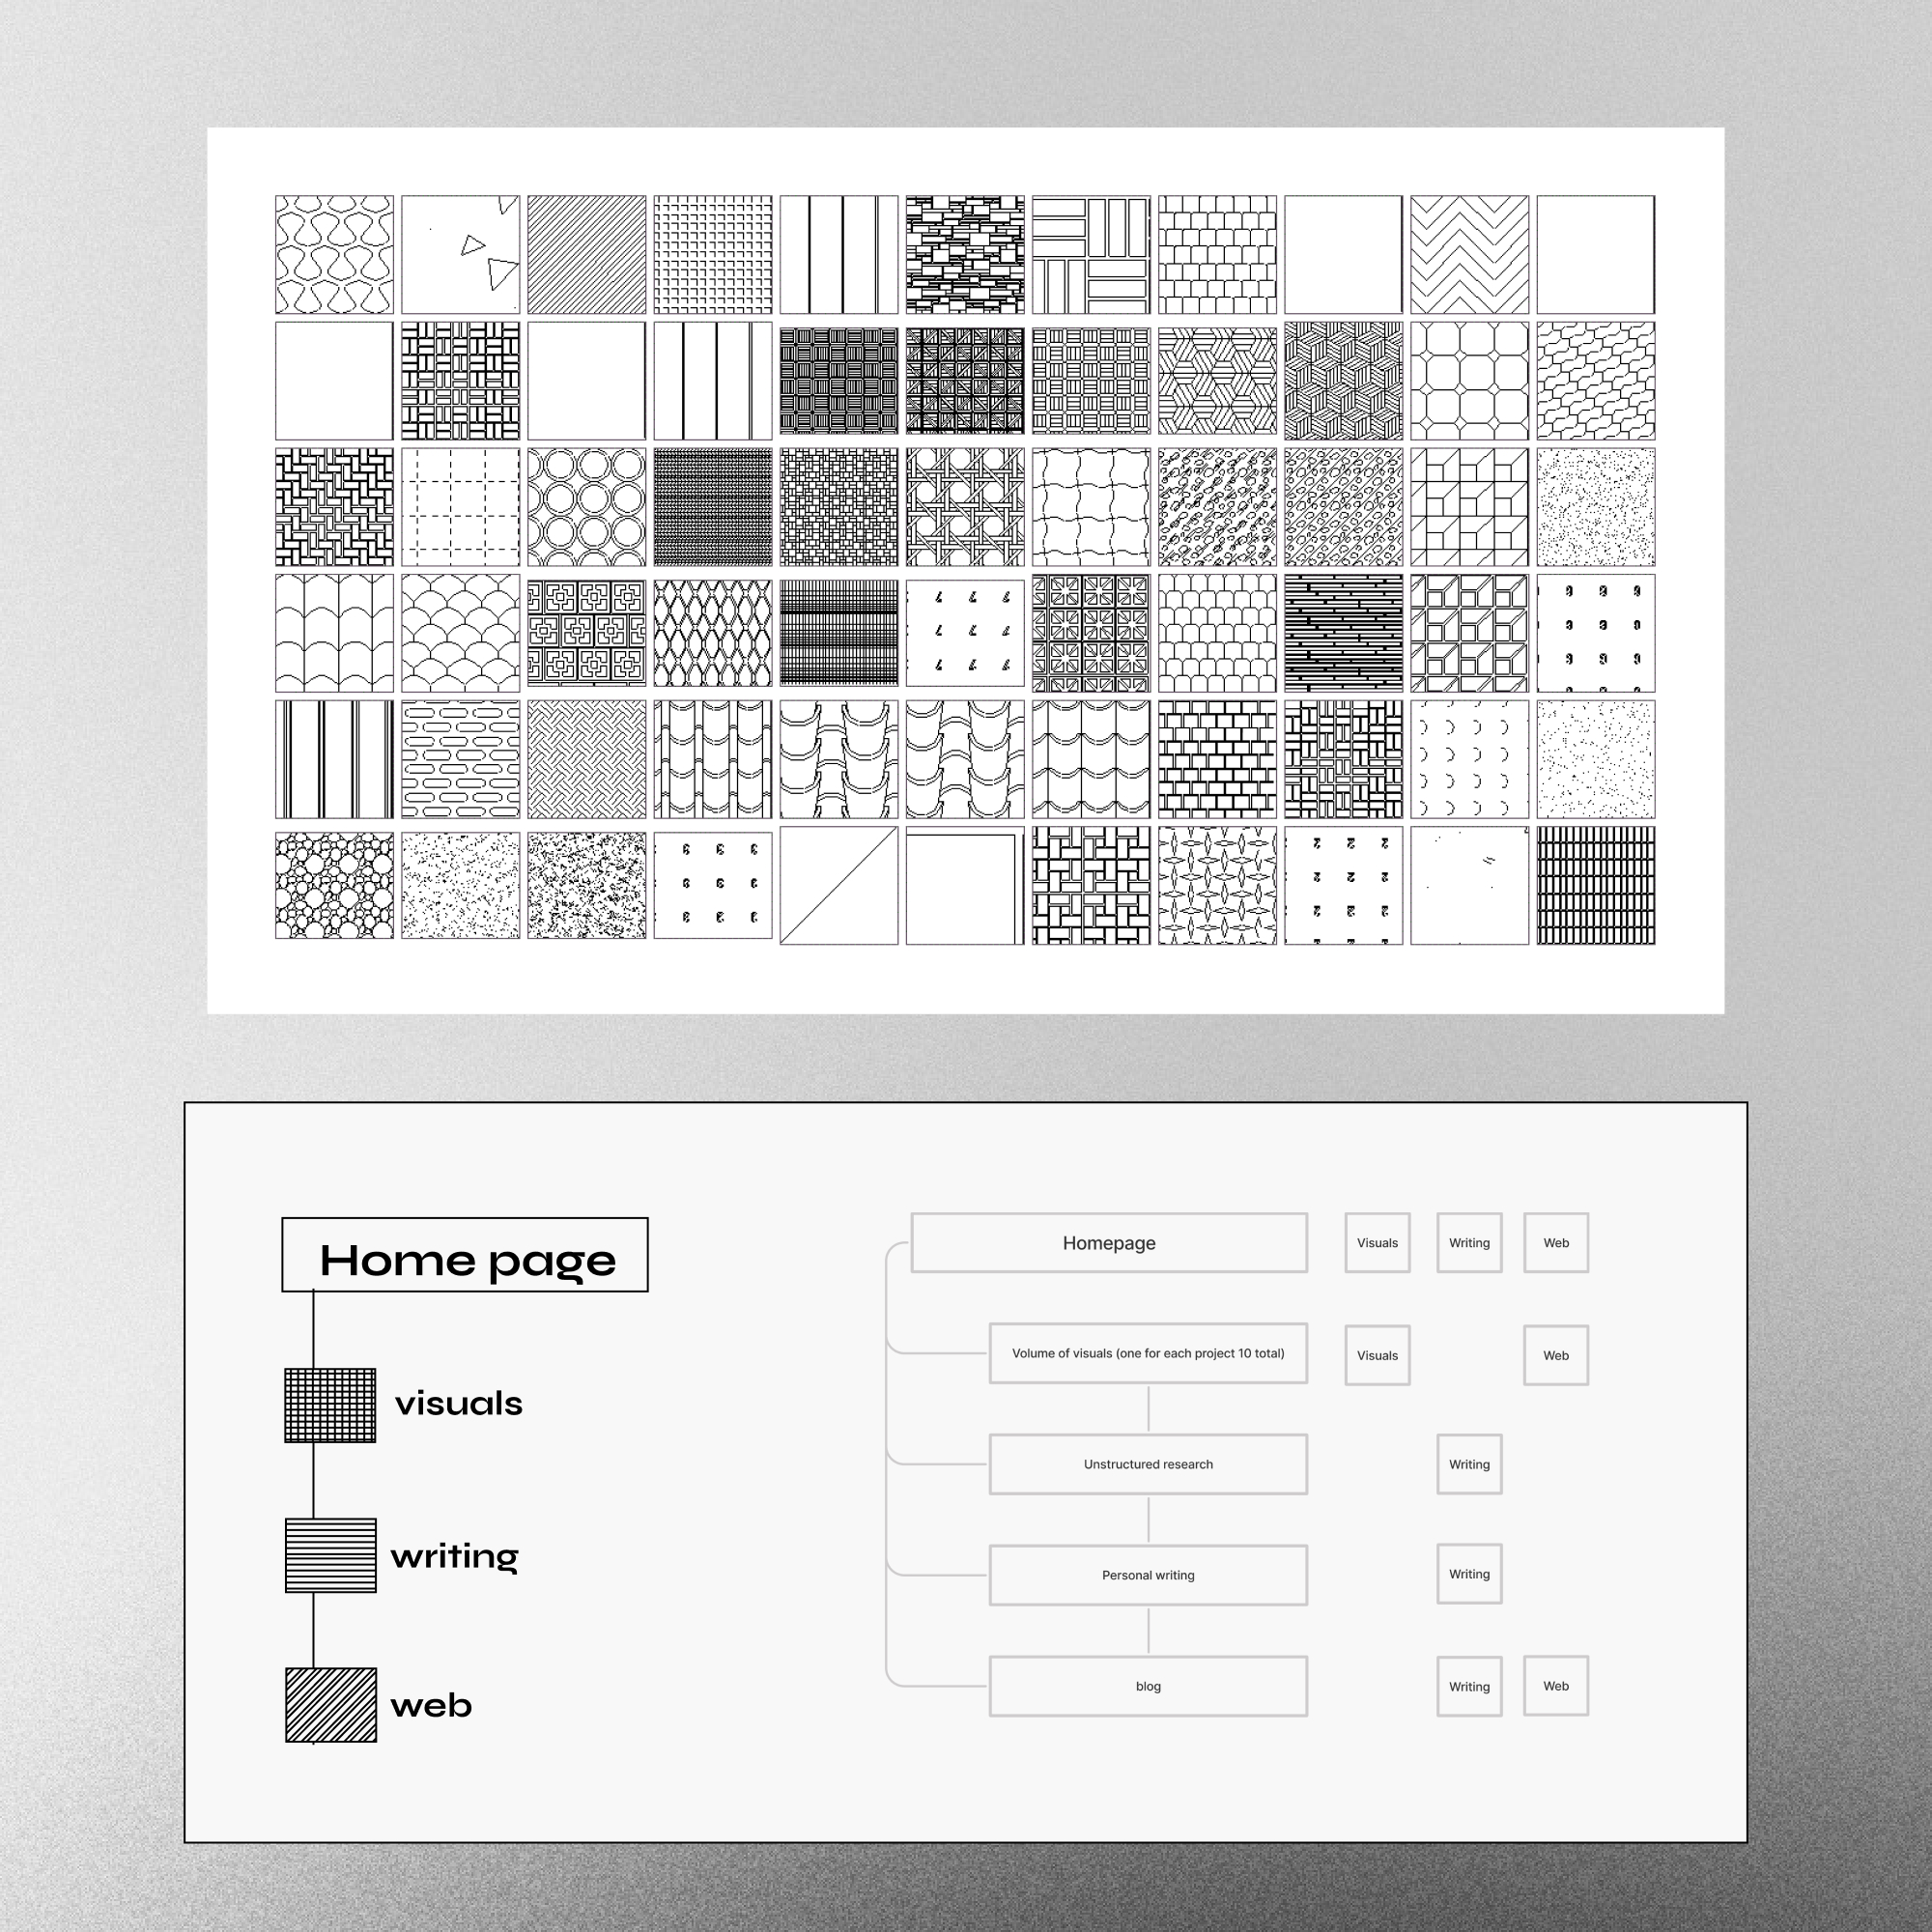 Home page
visuals
writing
web
Homepage
Visuals
Writing
Web
Volume of visuals (one for each project 10 total)
Visuals
Web
Unstructured research
Writing
Personal writing
Writing
blog
Writing
Web